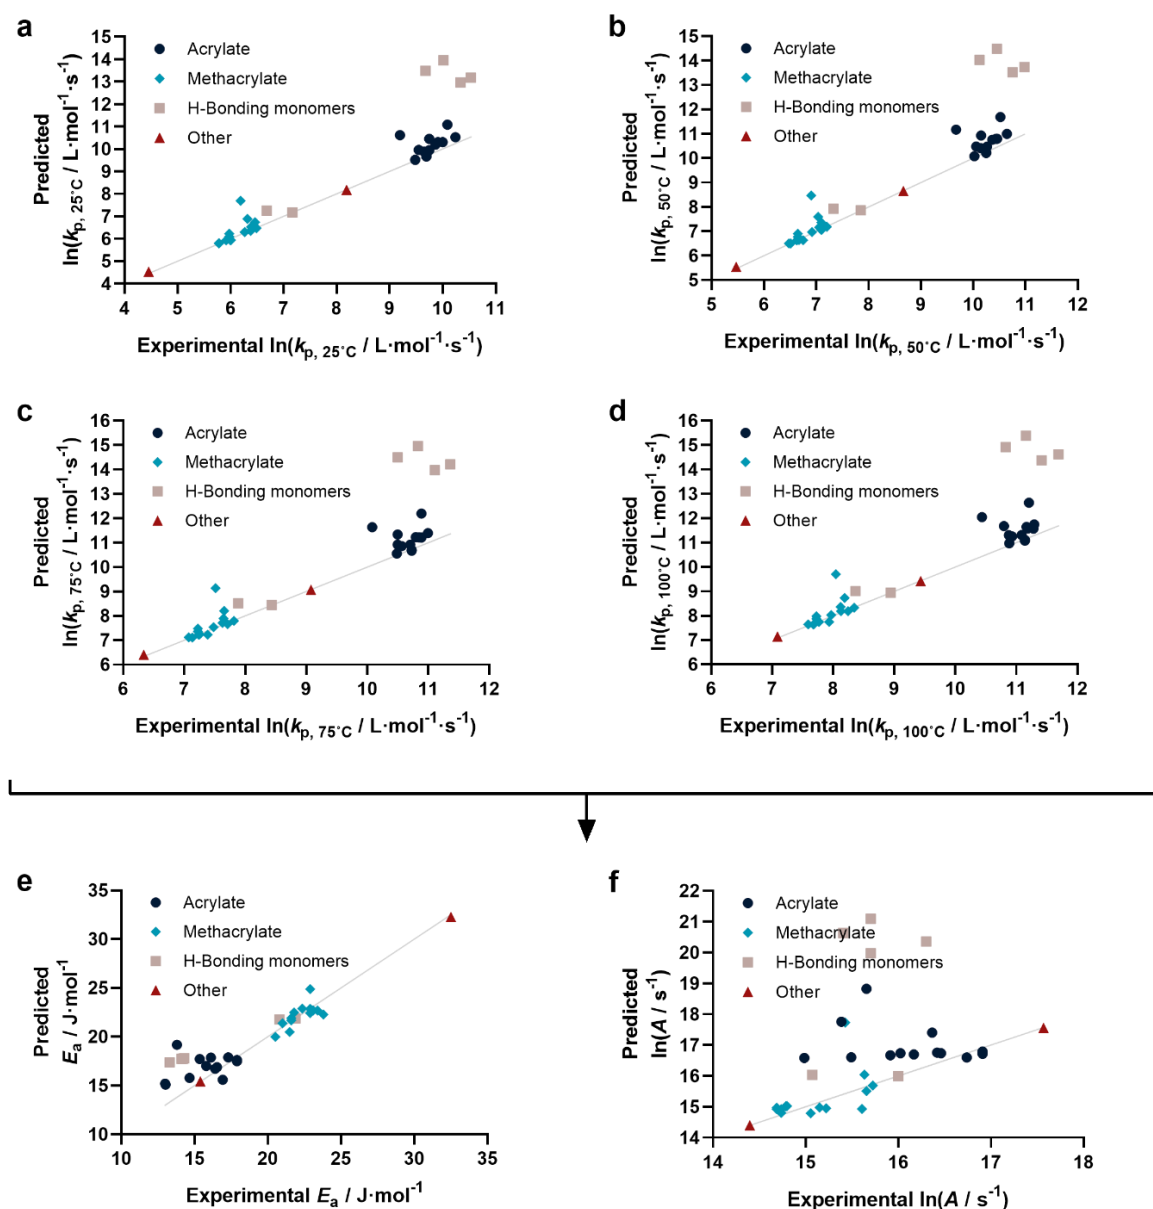 a
Predicted
ln(kp, 25°C / L·mol-1·s-1)
15
14
13
12
11
10
9
8
7
6
5
4
Acrylate
Methacrylate
H-Bonding monomers
Other
4 5 6 7 8 9 10 11
Experimental ln(kp, 25°C / L·mol-1·s-1)
b
Predicted
ln(kp, 50°C / L·mol-1·s-1)
15
14
13
12
11
10
9
8
7
6
5
Acrylate
Methacrylate
H-Bonding monomers
Other
5 6 7 8 9 10 11 12
Experimental ln(kp, 50°C / L·mol-1·s-1)
c
Predicted
ln(kp, 75°C / L·mol-1·s-1)
16
15
14
13
12
11
10
9
8
7
6
Acrylate
Methacrylate
H-Bonding monomers
Other
6 7 8 9 10 11 12
Experimental ln(kp, 75°C / L·mol-1·s-1)
d
Predicted
ln(kp, 100°C / L·mol-1·s-1)
16
15
14
13
12
11
10
9
8
7
6
Acrylate
Methacrylate
H-Bonding monomers
Other
6 7 8 9 10 11 12
Experimental ln(kp, 100°C / L·mol-1·s-1)
e
Predicted
Ea / J·mol-1
35
30
25
20
15
10
Acrylate
Methacrylate
H-Bonding monomers
Other
10 15 20 25 30 35
Experimental Ea / J·mol-1
f
Predicted
ln(A / s-1)
22
21
20
19
18
17
16
15
14
Acrylate
Methacrylate
H-Bonding monomers
Other
14 15 16 17 18
Experimental ln(A / s-1)